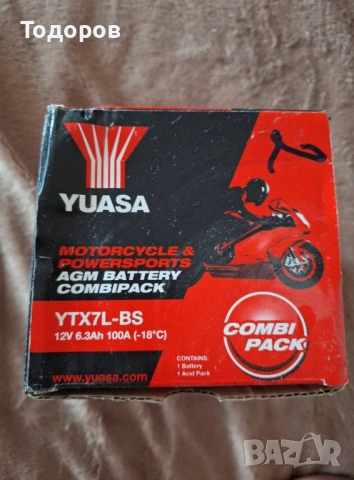 Тодоров
YUASA
MOTORCYCLE &
POWERSPORTS
AGM BATTERY
COMBIPACK
YTX7L-BS
12V 6.3Ah 100A (-18°C)
www.yuasa.com
CONTAINS:
1 Battery
1 Acid Pack
COMBI
PACK
BAZAR